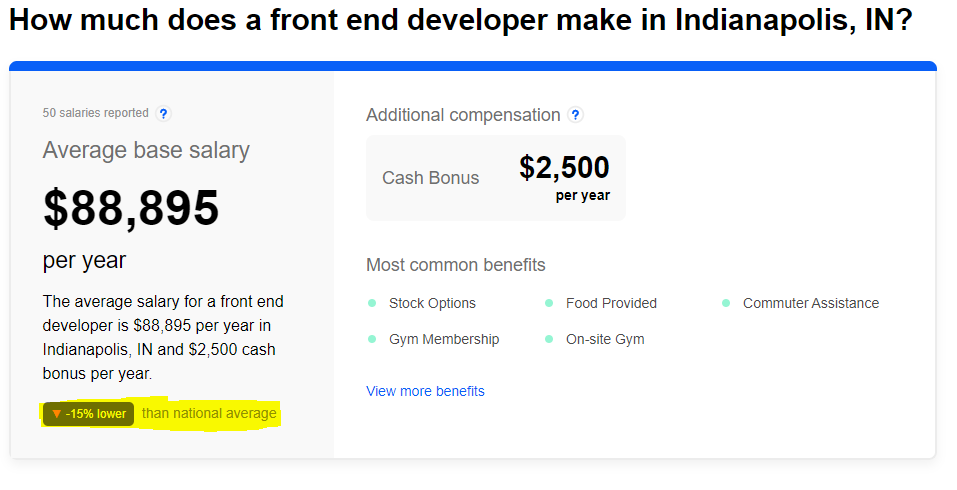 How much does a front end developer make in Indianapolis, IN?
50 salaries reported ?
Average base salary
$88,895
per year
The average salary for a front end
developer is $88,895 per year in
Indianapolis, IN and $2,500 cash
bonus per year.
▼ -15% lower than national average
Additional compensation ?
Cash Bonus $2,500
per year
Most common benefits
Stock Options Food Provided Commuter Assistance
Gym Membership On-site Gym
View more benefits